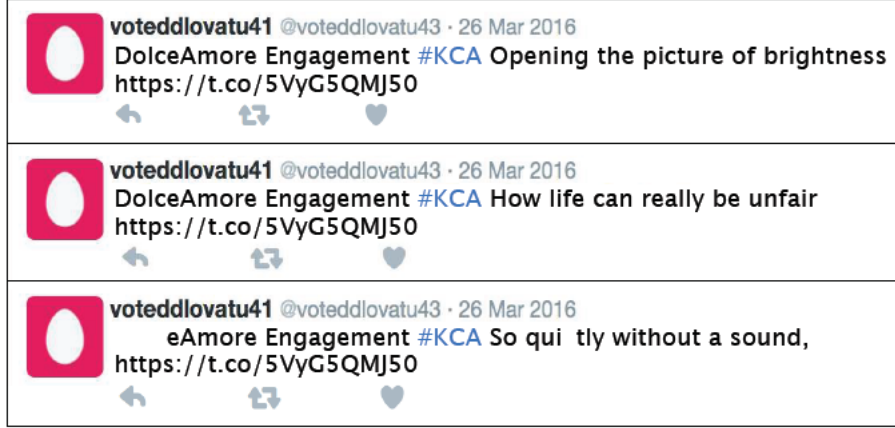 voteddlovatu41 @voteddlovatu43 · 26 Mar 2016
DolceAmore Engagement #KCA Opening the picture of brightness
https://t.co/5VyG5QMJ50
voteddlovatu41 @voteddlovatu43 · 26 Mar 2016
DolceAmore Engagement #KCA How life can really be unfair
https://t.co/5VyG5QMJ50
voteddlovatu41 @voteddlovatu43 · 26 Mar 2016
eAmore Engagement #KCA So qui tly without a sound,
https://t.co/5VyG5QMJ50